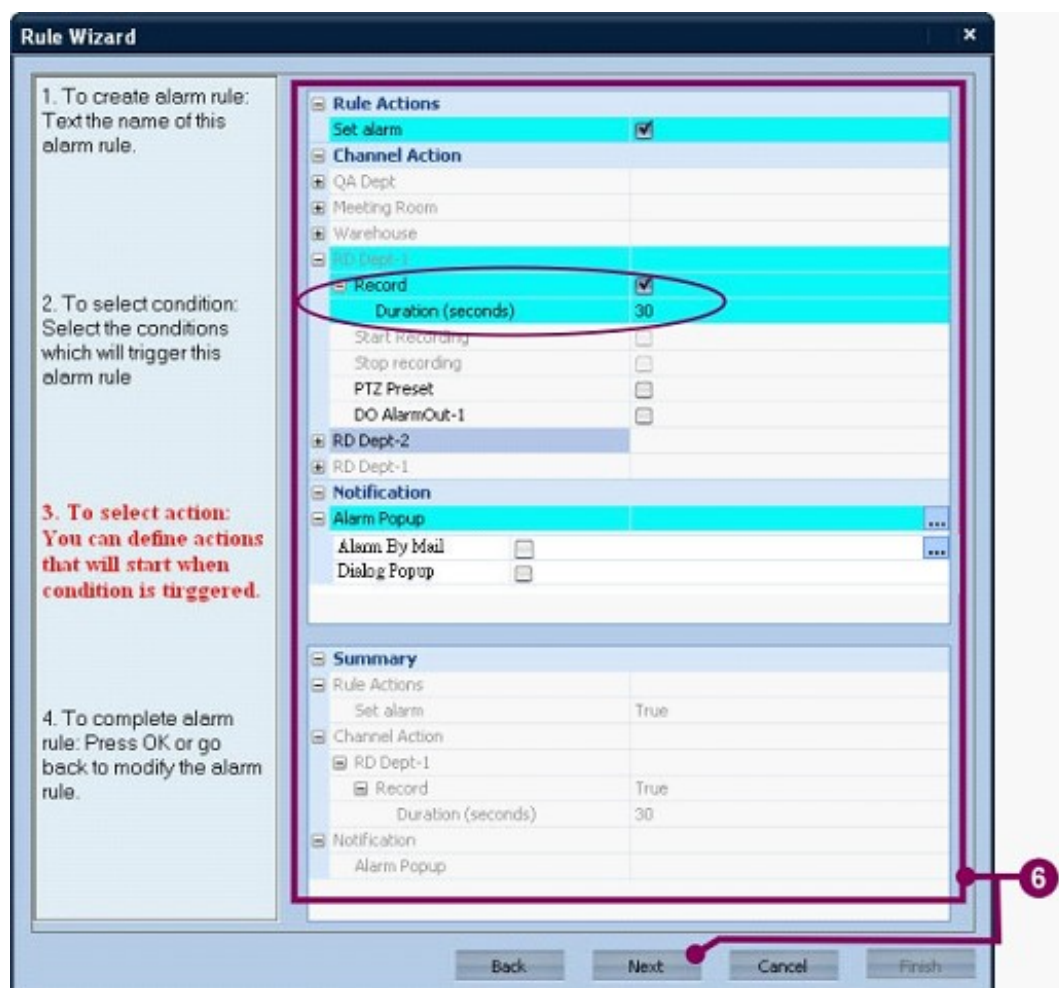 Rule Wizard
1. To create alarm rule:
Text the name of this
alarm rule.
2. To select condition:
Select the conditions
which will trigger this
alarm rule
3. To select action:
You can define actions
that will start when
condition is tirggered.
4. To complete alarm
rule: Press OK or go
back to modify the alarm
rule.
Rule Actions
Set alarm
Channel Action
QA Dept
Meeting Room
Warehouse
RD Dept-1
Record
Duration (seconds) 30
Start Recording
Stop recording
PTZ Preset
DO AlarmOut-1
RD Dept-2
RD Dept-1
Notification
Alarm Popup ...
Alarm By Mail ...
Dialog Popup
Summary
Rule Actions
Set alarm True
Channel Action
RD Dept-1
Record True
Duration (seconds) 30
Notification
Alarm Popup
6
Back Next Cancel Finish